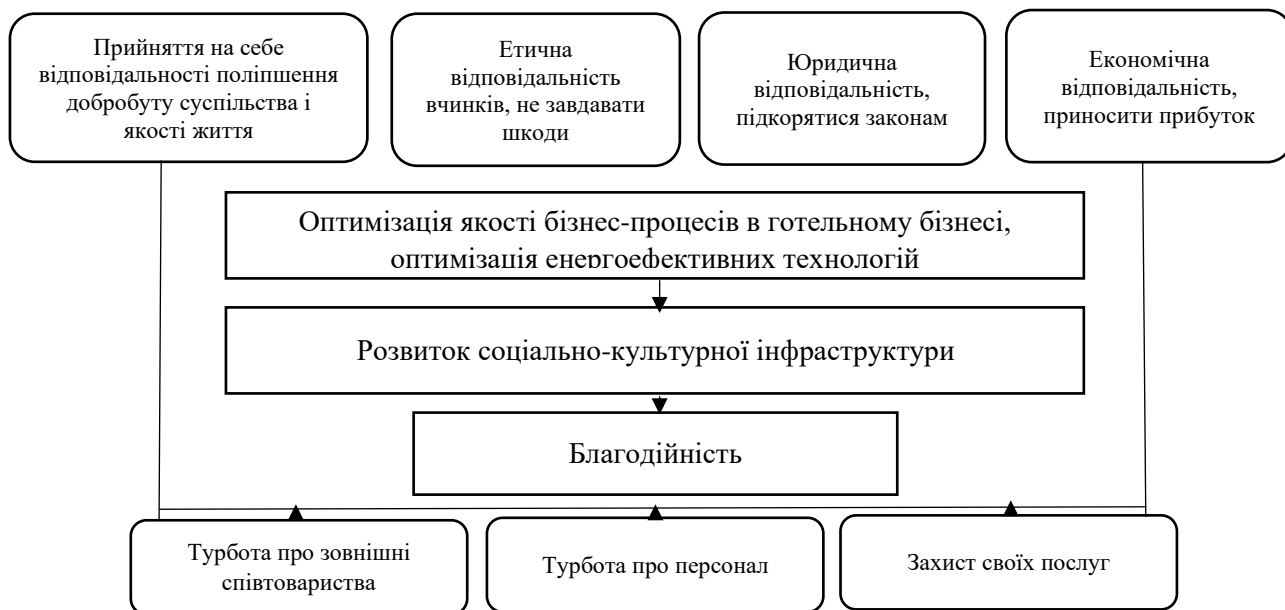 Прийняття на себе
відповідальності поліпшення
добробуту суспільства і
якості життя
Етична
відповідальність
вчинків, не завдавати
шкоди
Юридична
відповідальність,
підкорятися законам
Економічна
відповідальність,
приносити прибуток
Оптимізація якості бізнес-процесів в готельному бізнесі,
оптимізація енергоефективних технологій
Розвиток соціально-культурної інфраструктури
Благодійність
Турбота про зовнішні
співтовариства
Турбота про персонал
Захист своїх послуг